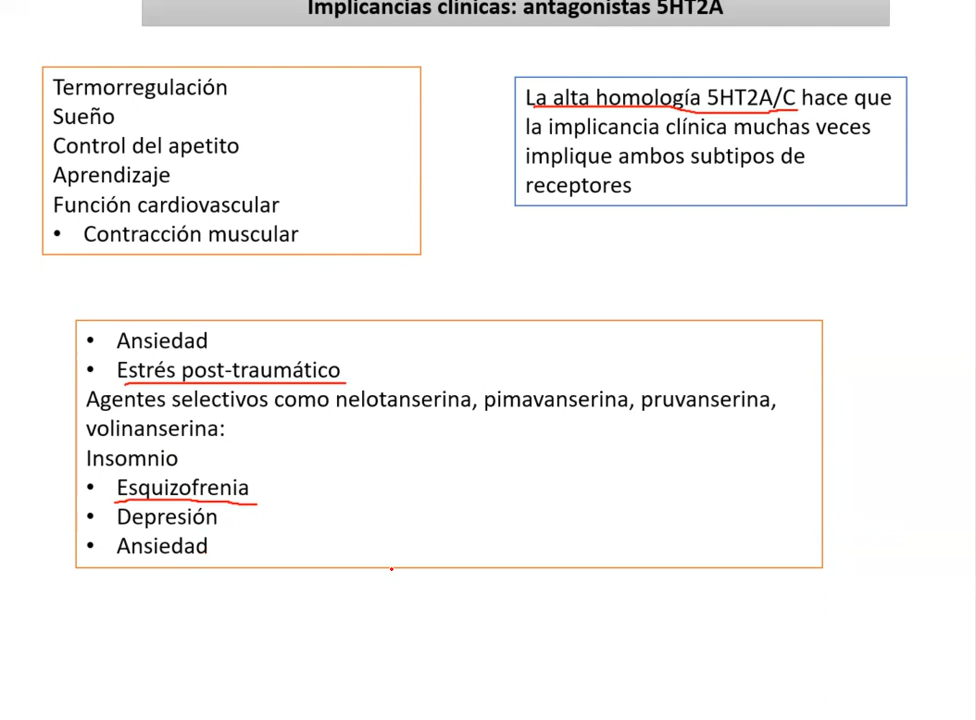 Implicancias clínicas: antagonistas 5HT2A
Termorregulación
Sueño
Control del apetito
Aprendizaje
Función cardiovascular
• Contracción muscular
La alta homología 5HT2A/C hace que
la implicancia clínica muchas veces
implique ambos subtipos de
receptores
• Ansiedad
• Estrés post-traumático
Agentes selectivos como nelotanserina, pimavanserina, pruvanserina,
volinanserina:
Insomnio
• Esquizofrenia
• Depresión
• Ansiedad